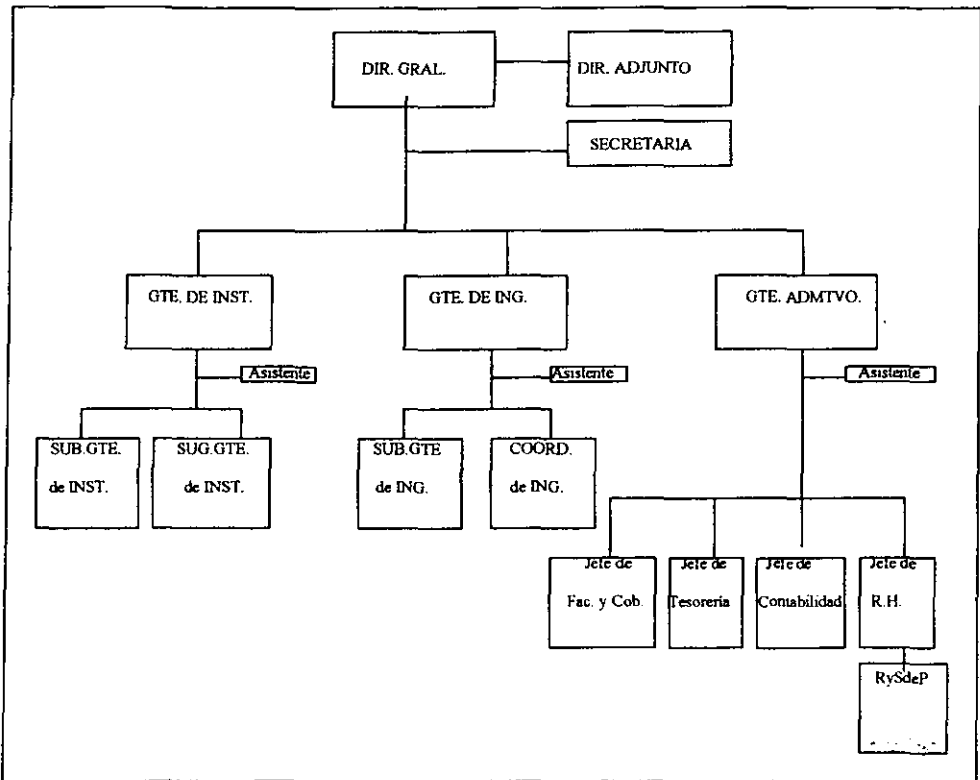 DIR. GRAL.
DIR. ADJUNTO
SECRETARIA
GTE. DE INST.
GTE. DE ING.
GTE. ADMTVO.
Asistente
Asistente
Asistente
SUB.GTE.
de INST.
SUG.GTE.
de INST.
SUB.GTE
de ING.
COORD.
de ING.
Jefe de
Fac. y Cob.
Jefe de
Tesorería
Jefe de
Contabilidad
Jefe de
R.H.
RySdeP